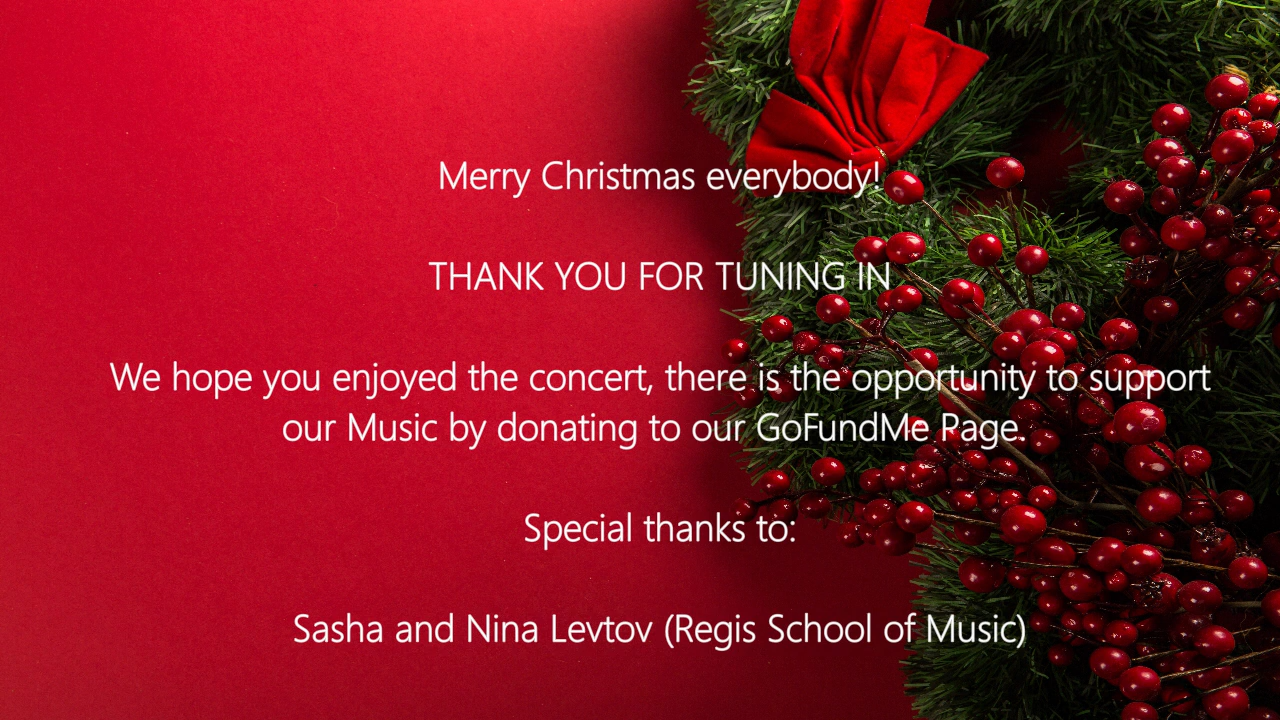 Merry Christmas everybody!
THANK YOU FOR TUNING IN
We hope you enjoyed the concert, there is the opportunity to support
our Music by donating to our GoFundMe Page.
Special thanks to:
Sasha and Nina Levtov (Regis School of Music)